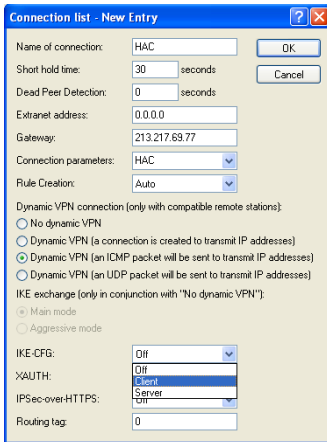 Connection list - New Entry
Name of connection: HAC OK
Short hold time: 30 seconds Cancel
Dead Peer Detection: 0 seconds
Extranet address: 0.0.0.0
Gateway: 213.217.69.77
Connection parameters: HAC
Rule Creation: Auto
Dynamic VPN connection (only with compatible remote stations):
No dynamic VPN
Dynamic VPN (a connection is created to transmit IP addresses)
Dynamic VPN (an ICMP packet will be sent to transmit IP addresses)
Dynamic VPN (an UDP packet will be sent to transmit IP addresses)
IKE exchange (only in conjunction with "No dynamic VPN"):
Main mode
Aggressive mode
IKE-CFG: Off
Off
XAUTH: Client
Server
IPSec-over-HTTPS: Off
Routing tag: 0